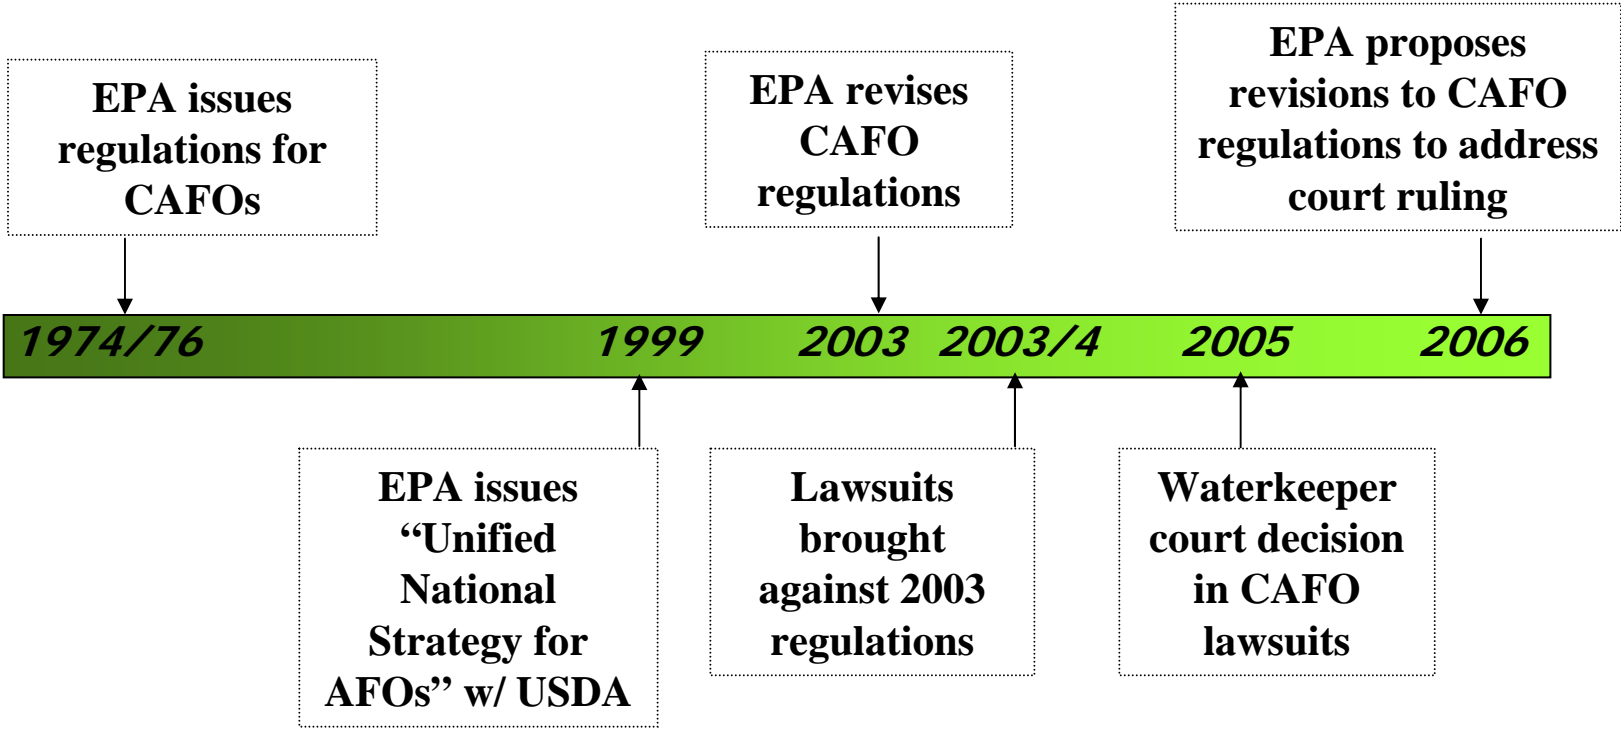 EPA issues
regulations for
CAFOs
EPA revises
CAFO
regulations
EPA proposes
revisions to CAFO
regulations to address
court ruling
1974/76 1999 2003 2003/4 2005 2006
EPA issues
“Unified
National
Strategy for
AFOs” w/ USDA
Lawsuits
brought
against 2003
regulations
Waterkeeper
court decision
in CAFO
lawsuits